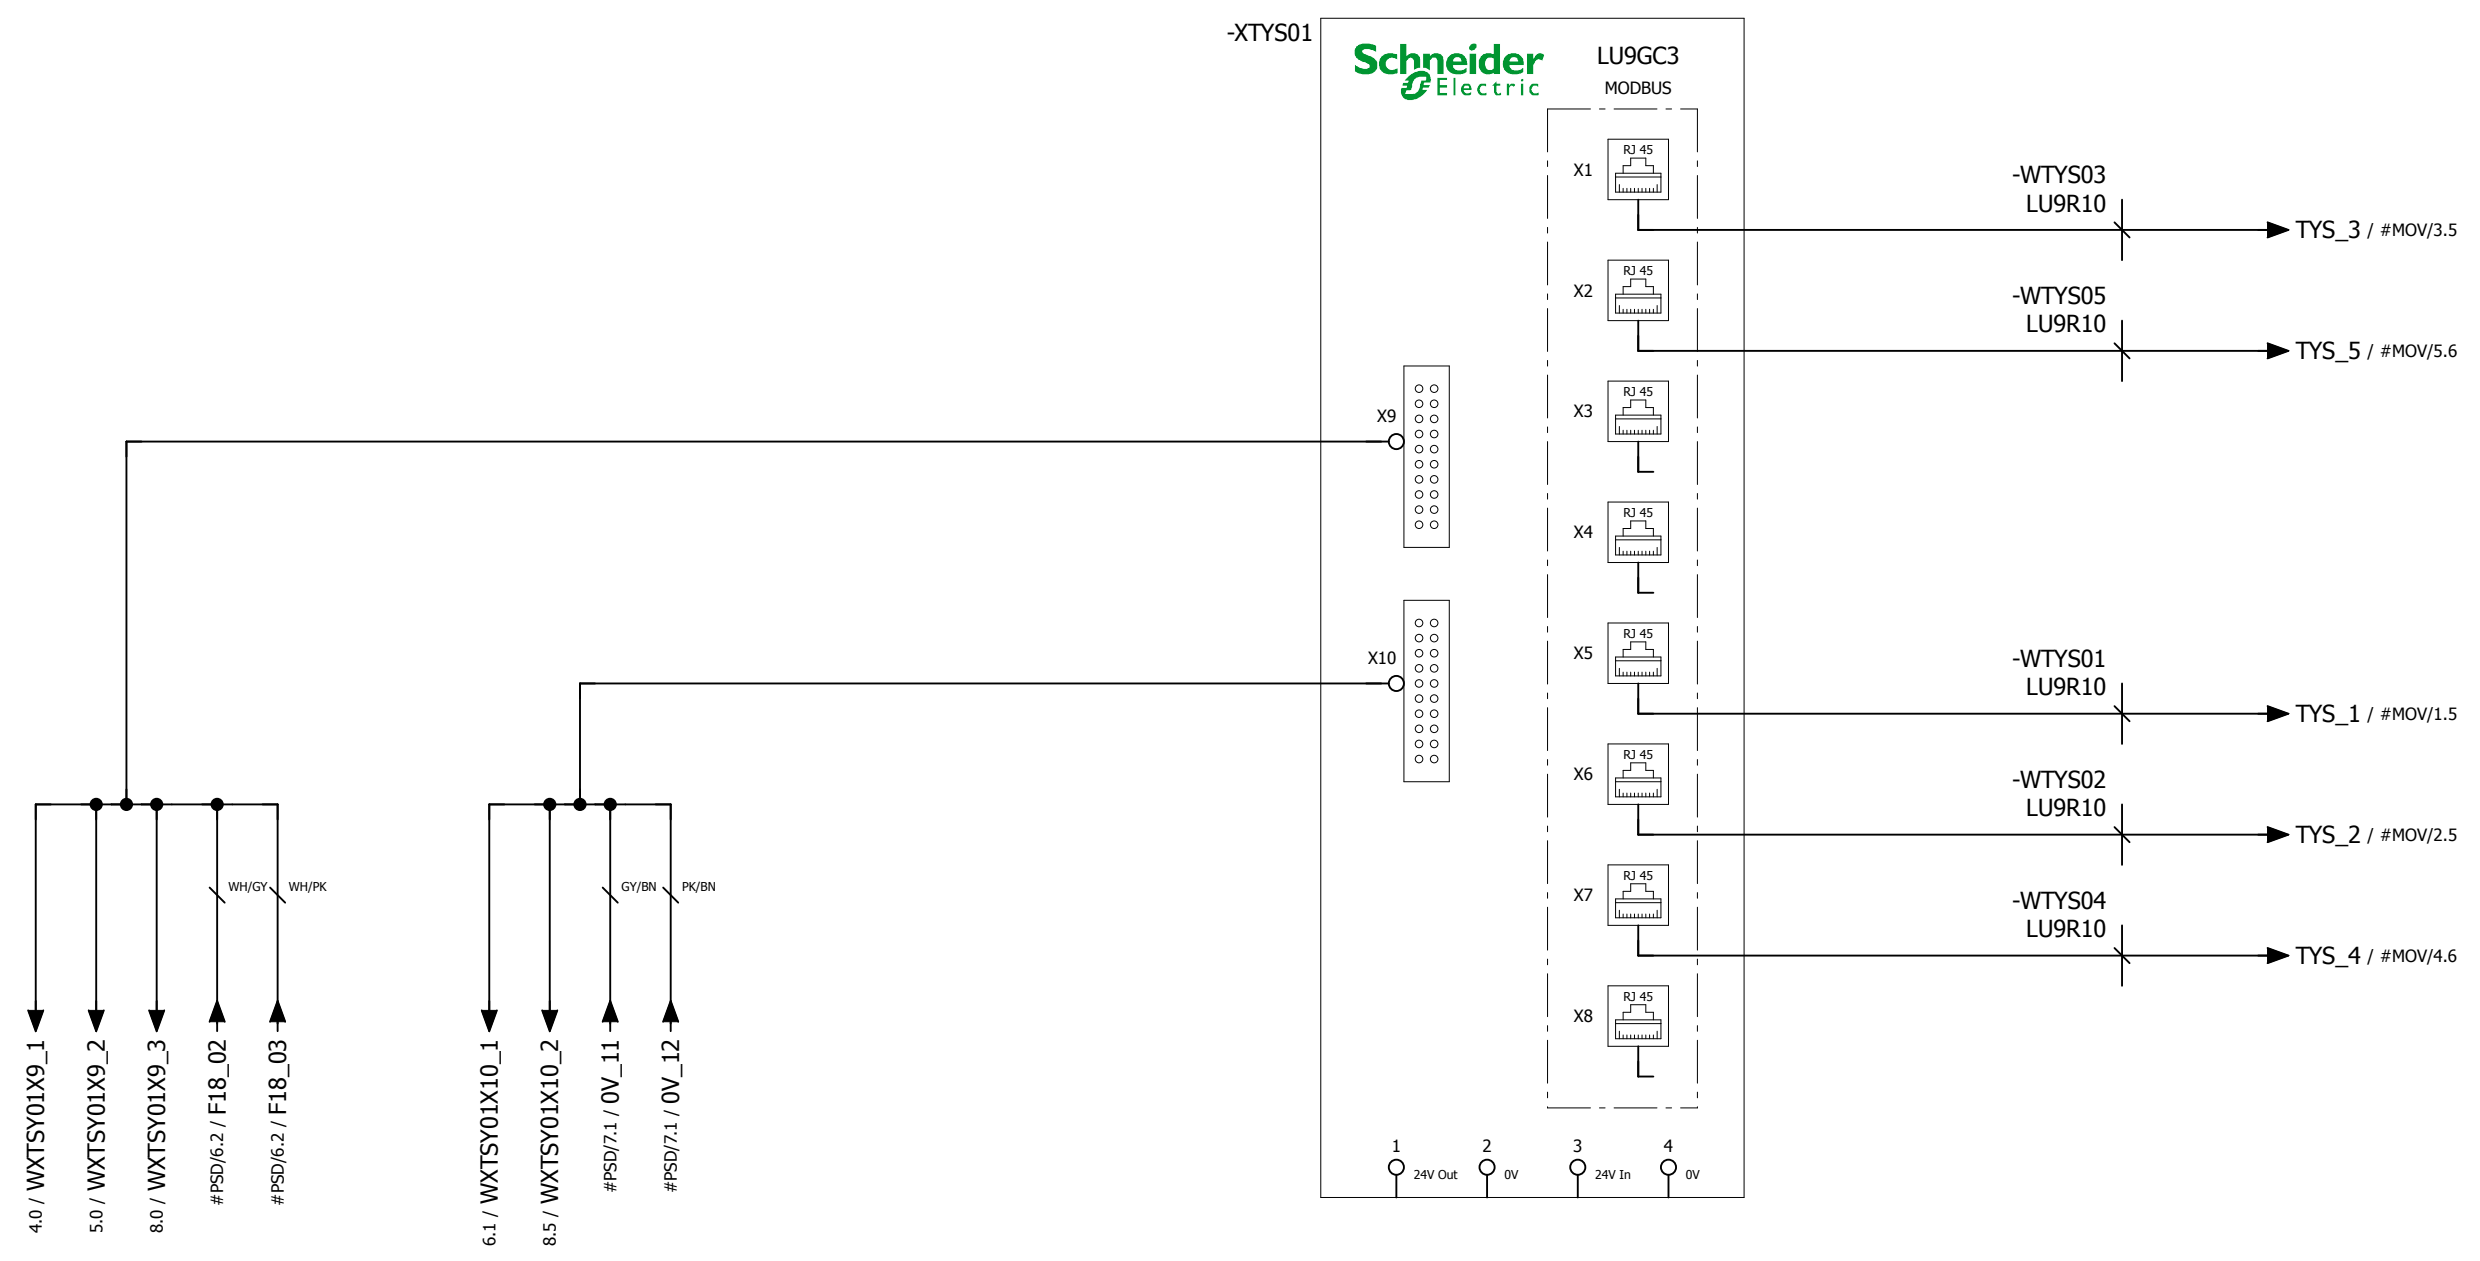 -XTYS01
Schneider
Electric
LU9GC3
MODBUS
X1
RJ 45
-WTYS03
LU9R10
TYS_3 / #MOV/3.5
X2
RJ 45
-WTYS05
LU9R10
TYS_5 / #MOV/5.6
X3
RJ 45
X9
X4
RJ 45
X5
RJ 45
X10
-WTYS01
LU9R10
TYS_1 / #MOV/1.5
X6
RJ 45
-WTYS02
LU9R10
TYS_2 / #MOV/2.5
X7
RJ 45
-WTYS04
LU9R10
TYS_4 / #MOV/4.6
X8
RJ 45
WH/GY
WH/PK
GY/BN
PK/BN
4.0 / WXTSY01X9_1
5.0 / WXTSY01X9_2
8.0 / WXTSY01X9_3
#PSD/6.2 / F18_02
#PSD/6.2 / F18_03
6.1 / WXTSY01X10_1
8.5 / WXTSY01X10_2
#PSD/7.1 / 0V_11
#PSD/7.1 / 0V_12
1
24V Out
2
0V
3
24V In
4
0V